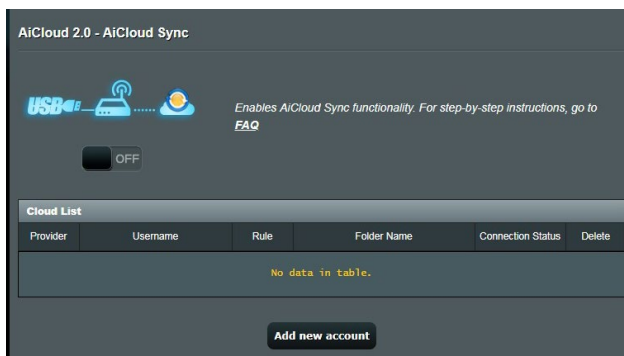 AiCloud 2.0 - AiCloud Sync
USB
Enables AiCloud Sync functionality. For step-by-step instructions, go to
FAQ
OFF
Cloud List
Provider Username Rule Folder Name Connection Status Delete
No data in table.
Add new account